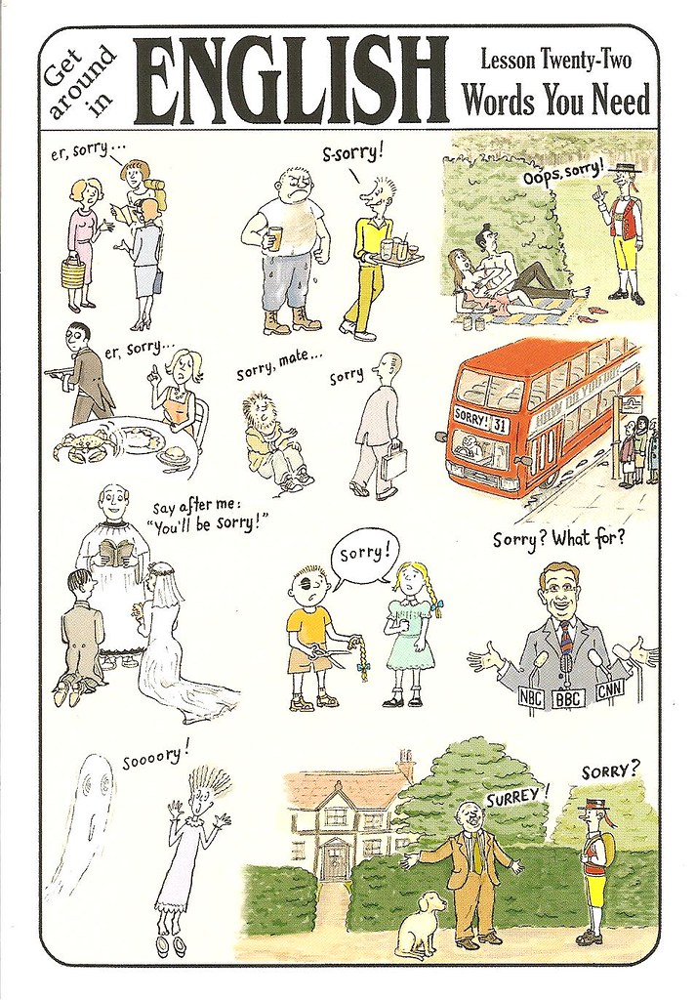 Get
around
in
ENGLISH
Lesson Twenty-Two
Words You Need
er, sorry...
S-sorry!
Oops, sorry!
er, sorry...
sorry, mate...
sorry
SORRY! 31
say after me:
"You'll be sorry!"
Sorry!
Sorry? What for?
NBC
BBC
CNN
Soooory!
SURREY!
SORRY?